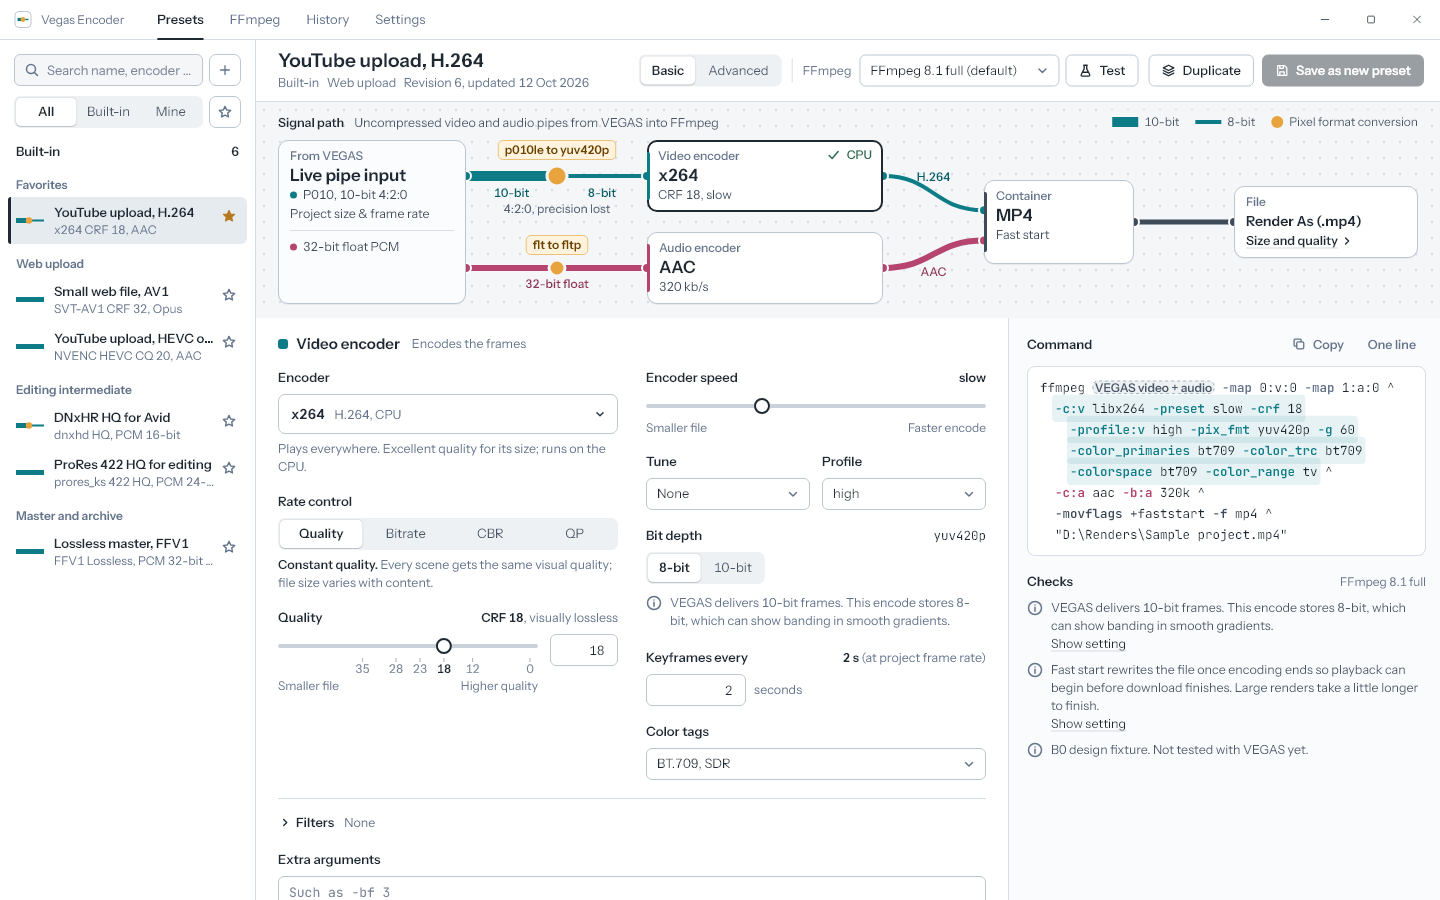 Vegas Encoder
Presets
FFmpeg
History
Settings
Search name, encoder ...
All
Built-in
Mine
Built-in
6
Favorites
YouTube upload, H.264
x264 CRF 18, AAC
Web upload
Small web file, AV1
SVT-AV1 CRF 32, Opus
YouTube upload, HEVC o...
NVENC HEVC CQ 20, AAC
Editing intermediate
DNxHR HQ for Avid
dnxhd HQ, PCM 16-bit
ProRes 422 HQ for editing
prores_ks 422 HQ, PCM 24-...
Master and archive
Lossless master, FFV1
FFV1 Lossless, PCM 32-bit ...
YouTube upload, H.264
Built-in Web upload Revision 6, updated 12 Oct 2026
Basic
Advanced
FFmpeg
FFmpeg 8.1 full (default)
Test
Duplicate
Save as new preset
Signal path Uncompressed video and audio pipes from VEGAS into FFmpeg
10-bit
8-bit
Pixel format conversion
From VEGAS
Live pipe input
P010, 10-bit 4:2:0
Project size & frame rate
32-bit float PCM
p010le to yuv420p
10-bit
8-bit
4:2:0, precision lost
flt to fltp
32-bit float
Video encoder
CPU
x264
CRF 18, slow
Audio encoder
AAC
320 kb/s
H.264
AAC
Container
MP4
Fast start
File
Render As (.mp4)
Size and quality
Video encoder Encodes the frames
Encoder
x264 H.264, CPU
Plays everywhere. Excellent quality for its size; runs on the
CPU.
Rate control
Quality
Bitrate
CBR
QP
Constant quality. Every scene gets the same visual quality;
file size varies with content.
Quality
CRF 18, visually lossless
18
35
28
23
18
12
0
Smaller file
Higher quality
Encoder speed
slow
Smaller file
Faster encode
Tune
None
Profile
high
Bit depth
yuv420p
8-bit
10-bit
VEGAS delivers 10-bit frames. This encode stores 8-
bit, which can show banding in smooth gradients.
Keyframes every
2 s (at project frame rate)
2
seconds
Color tags
BT.709, SDR
Filters None
Extra arguments
Such as -bf 3
Command
Copy
One line
ffmpeg VEGAS video + audio -map 0:v:0 -map 1:a:0 ^
-c:v libx264 -preset slow -crf 18
-profile:v high -pix_fmt yuv420p -g 60
-color_primaries bt709 -color_trc bt709
-colorspace bt709 -color_range tv ^
-c:a aac -b:a 320k ^
-movflags +faststart -f mp4 ^
"D:\Renders\Sample project.mp4"
Checks
FFmpeg 8.1 full
VEGAS delivers 10-bit frames. This encode stores 8-bit, which
can show banding in smooth gradients.
Show setting
Fast start rewrites the file once encoding ends so playback can
begin before download finishes. Large renders take a little longer
to finish.
Show setting
B0 design fixture. Not tested with VEGAS yet.